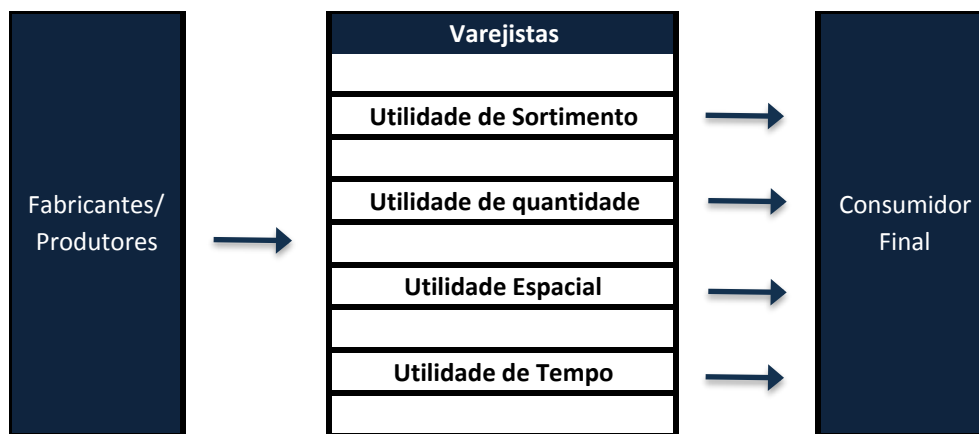 Varejistas
Utilidade de Sortimento
Utilidade de quantidade
Utilidade Espacial
Utilidade de Tempo
Fabricantes/
Produtores
Consumidor
Final